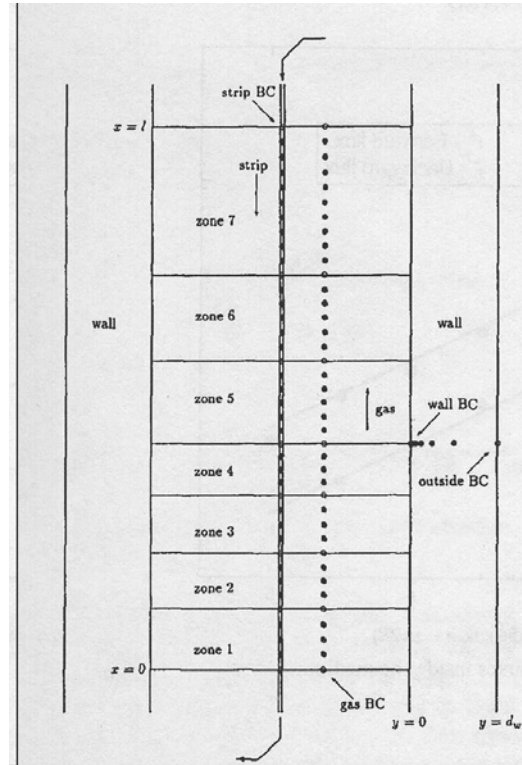 strip BC
x = l
strip
zone 7
zone 6
wall
wall
zone 5
gas
wall BC
zone 4
outside BC
zone 3
zone 2
zone 1
x = 0
gas BC
y = 0
y = d_w